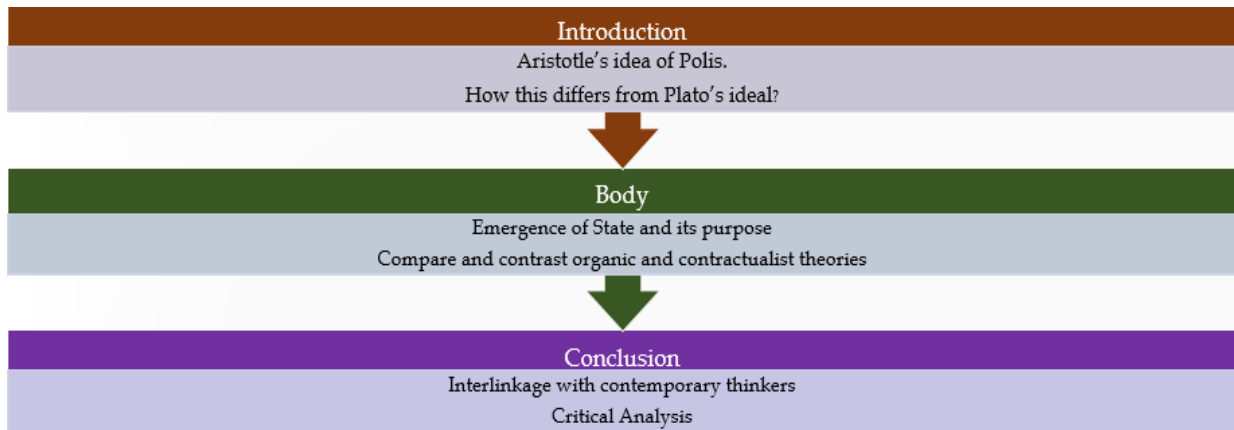 Introduction
Aristotle's idea of Polis.
How this differs from Plato's ideal?
Body
Emergence of State and its purpose
Compare and contrast organic and contractualist theories
Conclusion
Interlinkage with contemporary thinkers
Critical Analysis